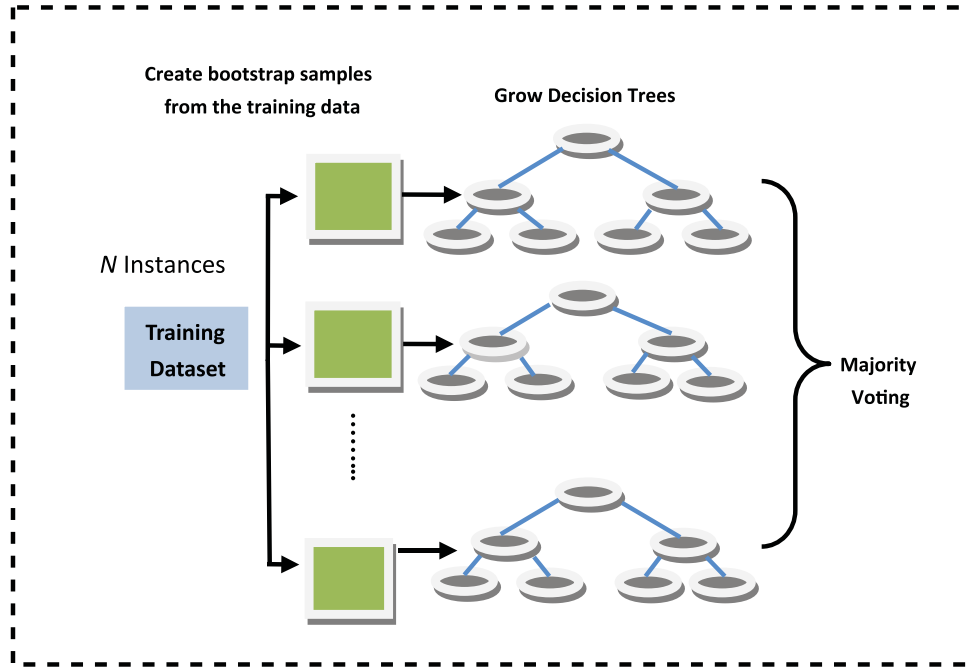 Create bootstrap samples
from the training data
Grow Decision Trees
N Instances
Training
Dataset
Majority
Voting